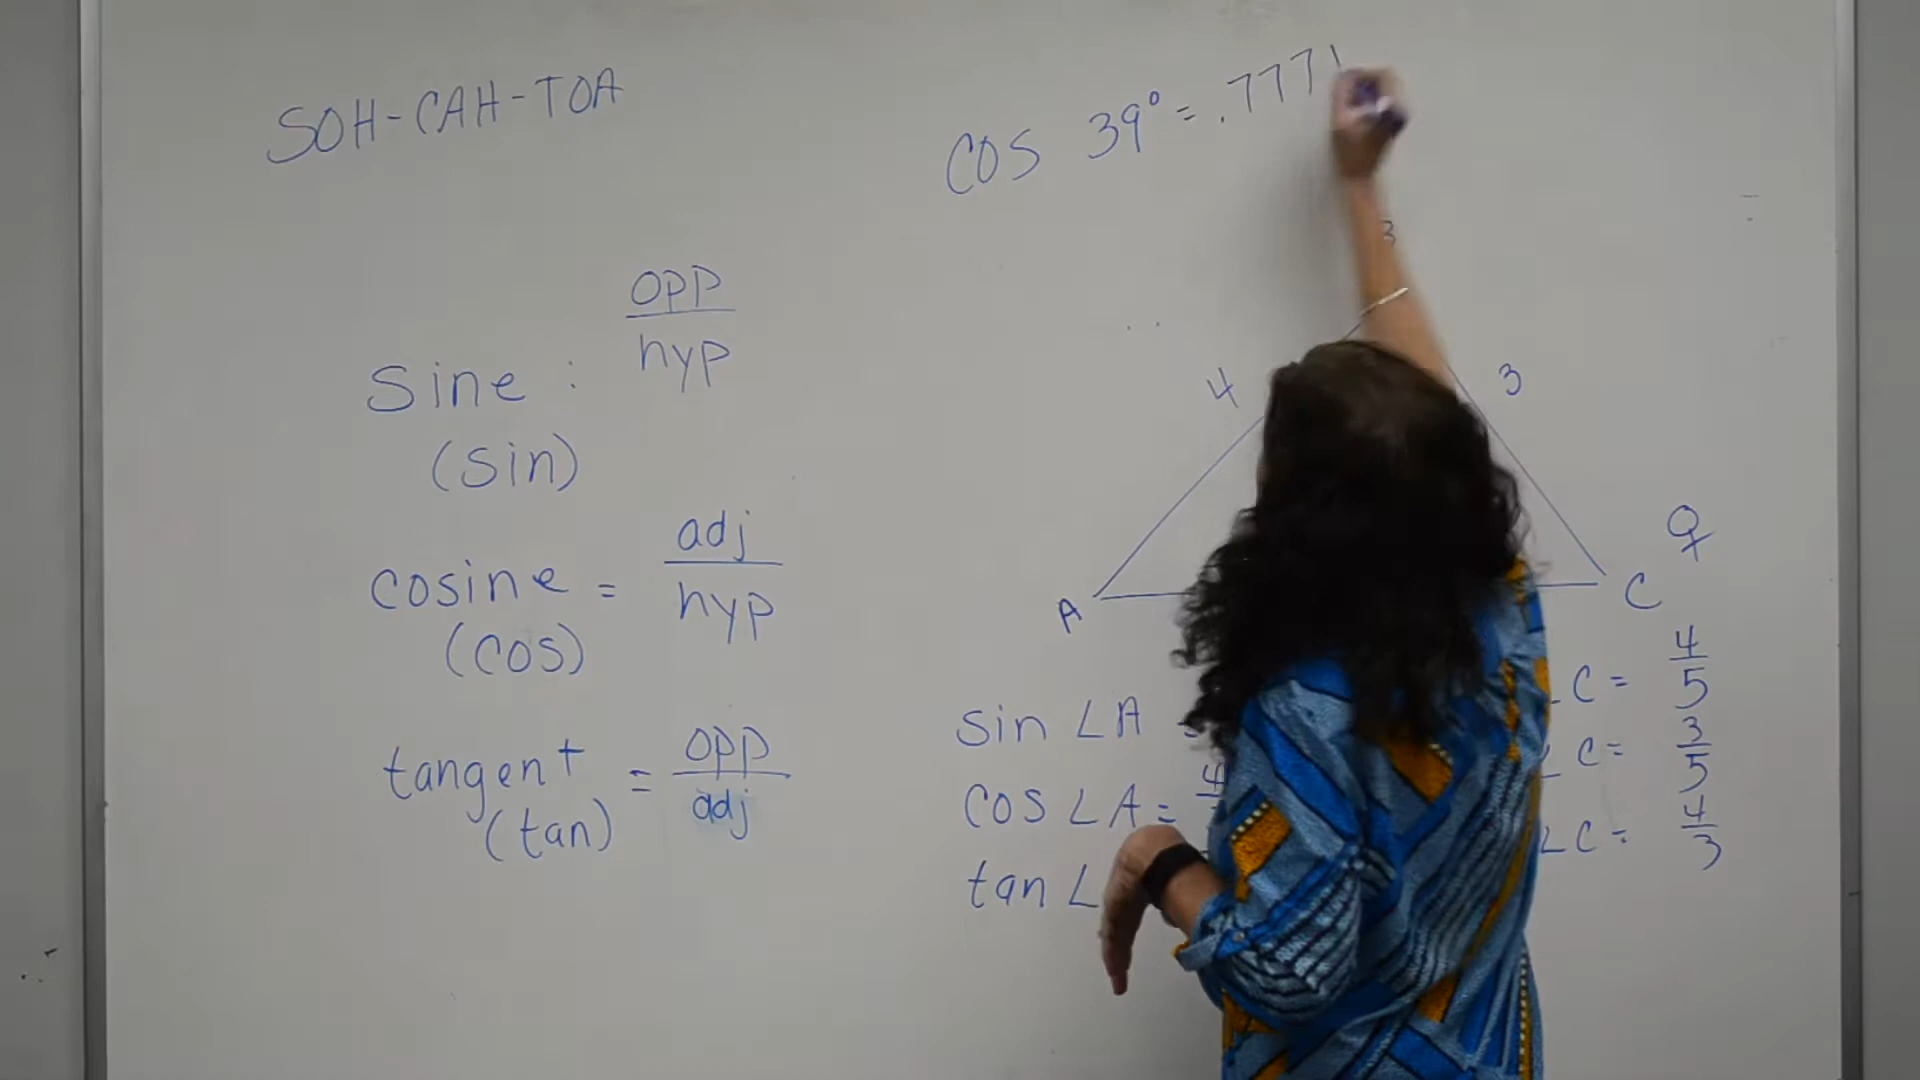 SOH-CAH-TOA
cos 39° = .7771
3
opp
hyp
Sine :
(sin)
4
3
adj
hyp
cosine =
(cos)
A
C
opp
adj
tangent =
(tan)
sin ∠A =
cos ∠A = 4
tan ∠
∠C = 4/5
∠C = 3/5
∠C = 4/3